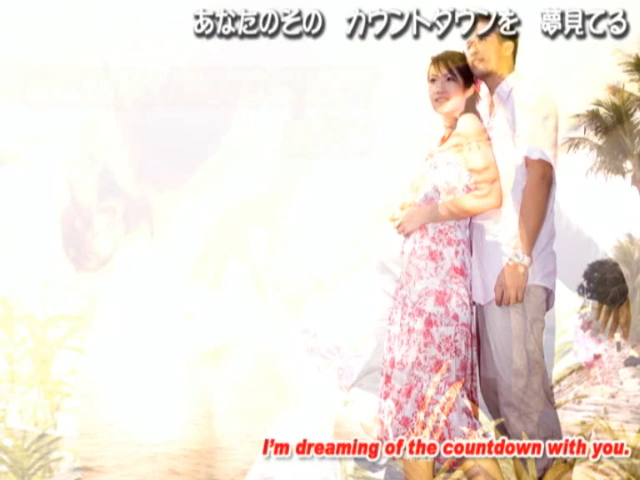 あなたのその　カウントダウンを　夢見てる
I'm dreaming of the countdown with you.